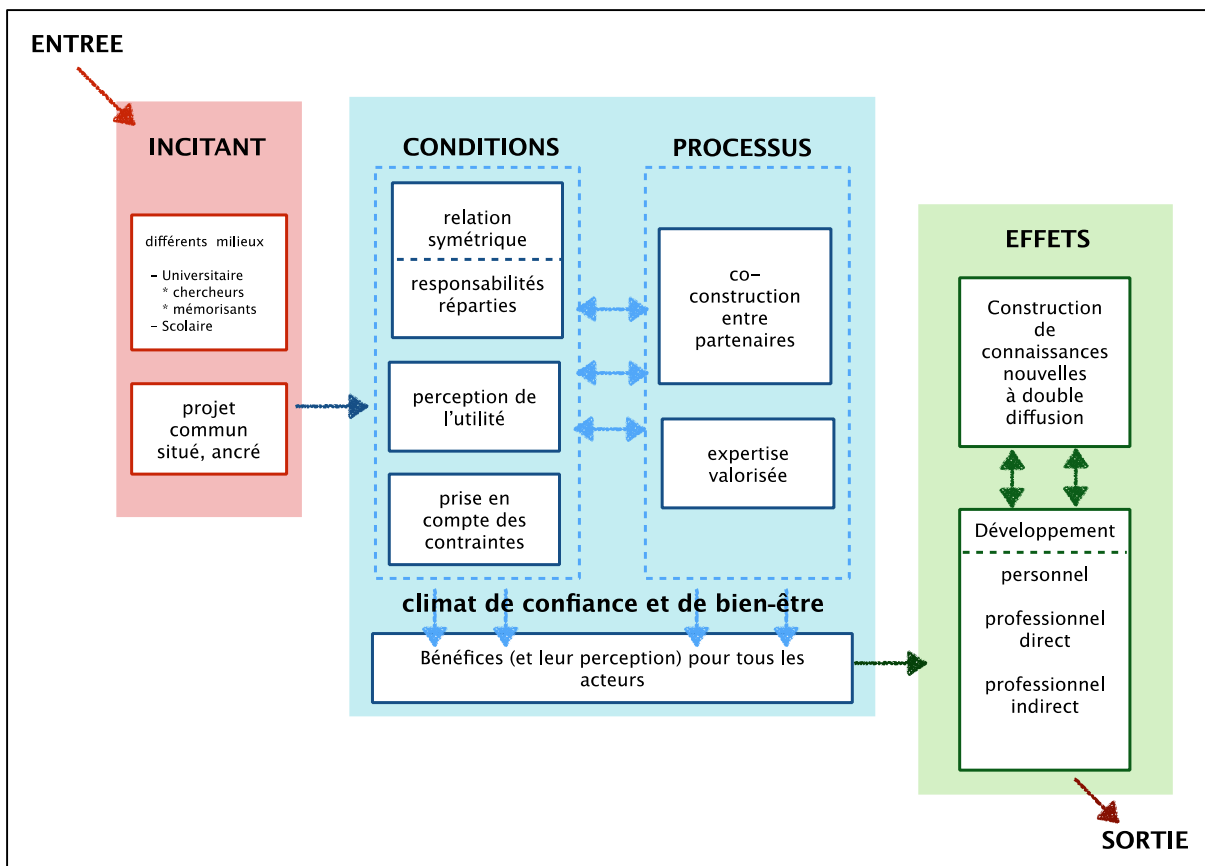 ENTREE
INCITANT
différents milieux
– Universitaire
* chercheurs
* mémorisants
– Scolaire
projet
commun
situé, ancré
CONDITIONS
relation
symétrique
responsabilités
réparties
perception de
l’utilité
prise en
compte des
contraintes
PROCESSUS
co–
construction
entre
partenaires
expertise
valorisée
climat de confiance et de bien-être
Bénéfices (et leur perception) pour tous les
acteurs
EFFETS
Construction
de
connaissances
nouvelles
à double
diffusion
Développement
personnel
professionnel
direct
professionnel
indirect
SORTIE